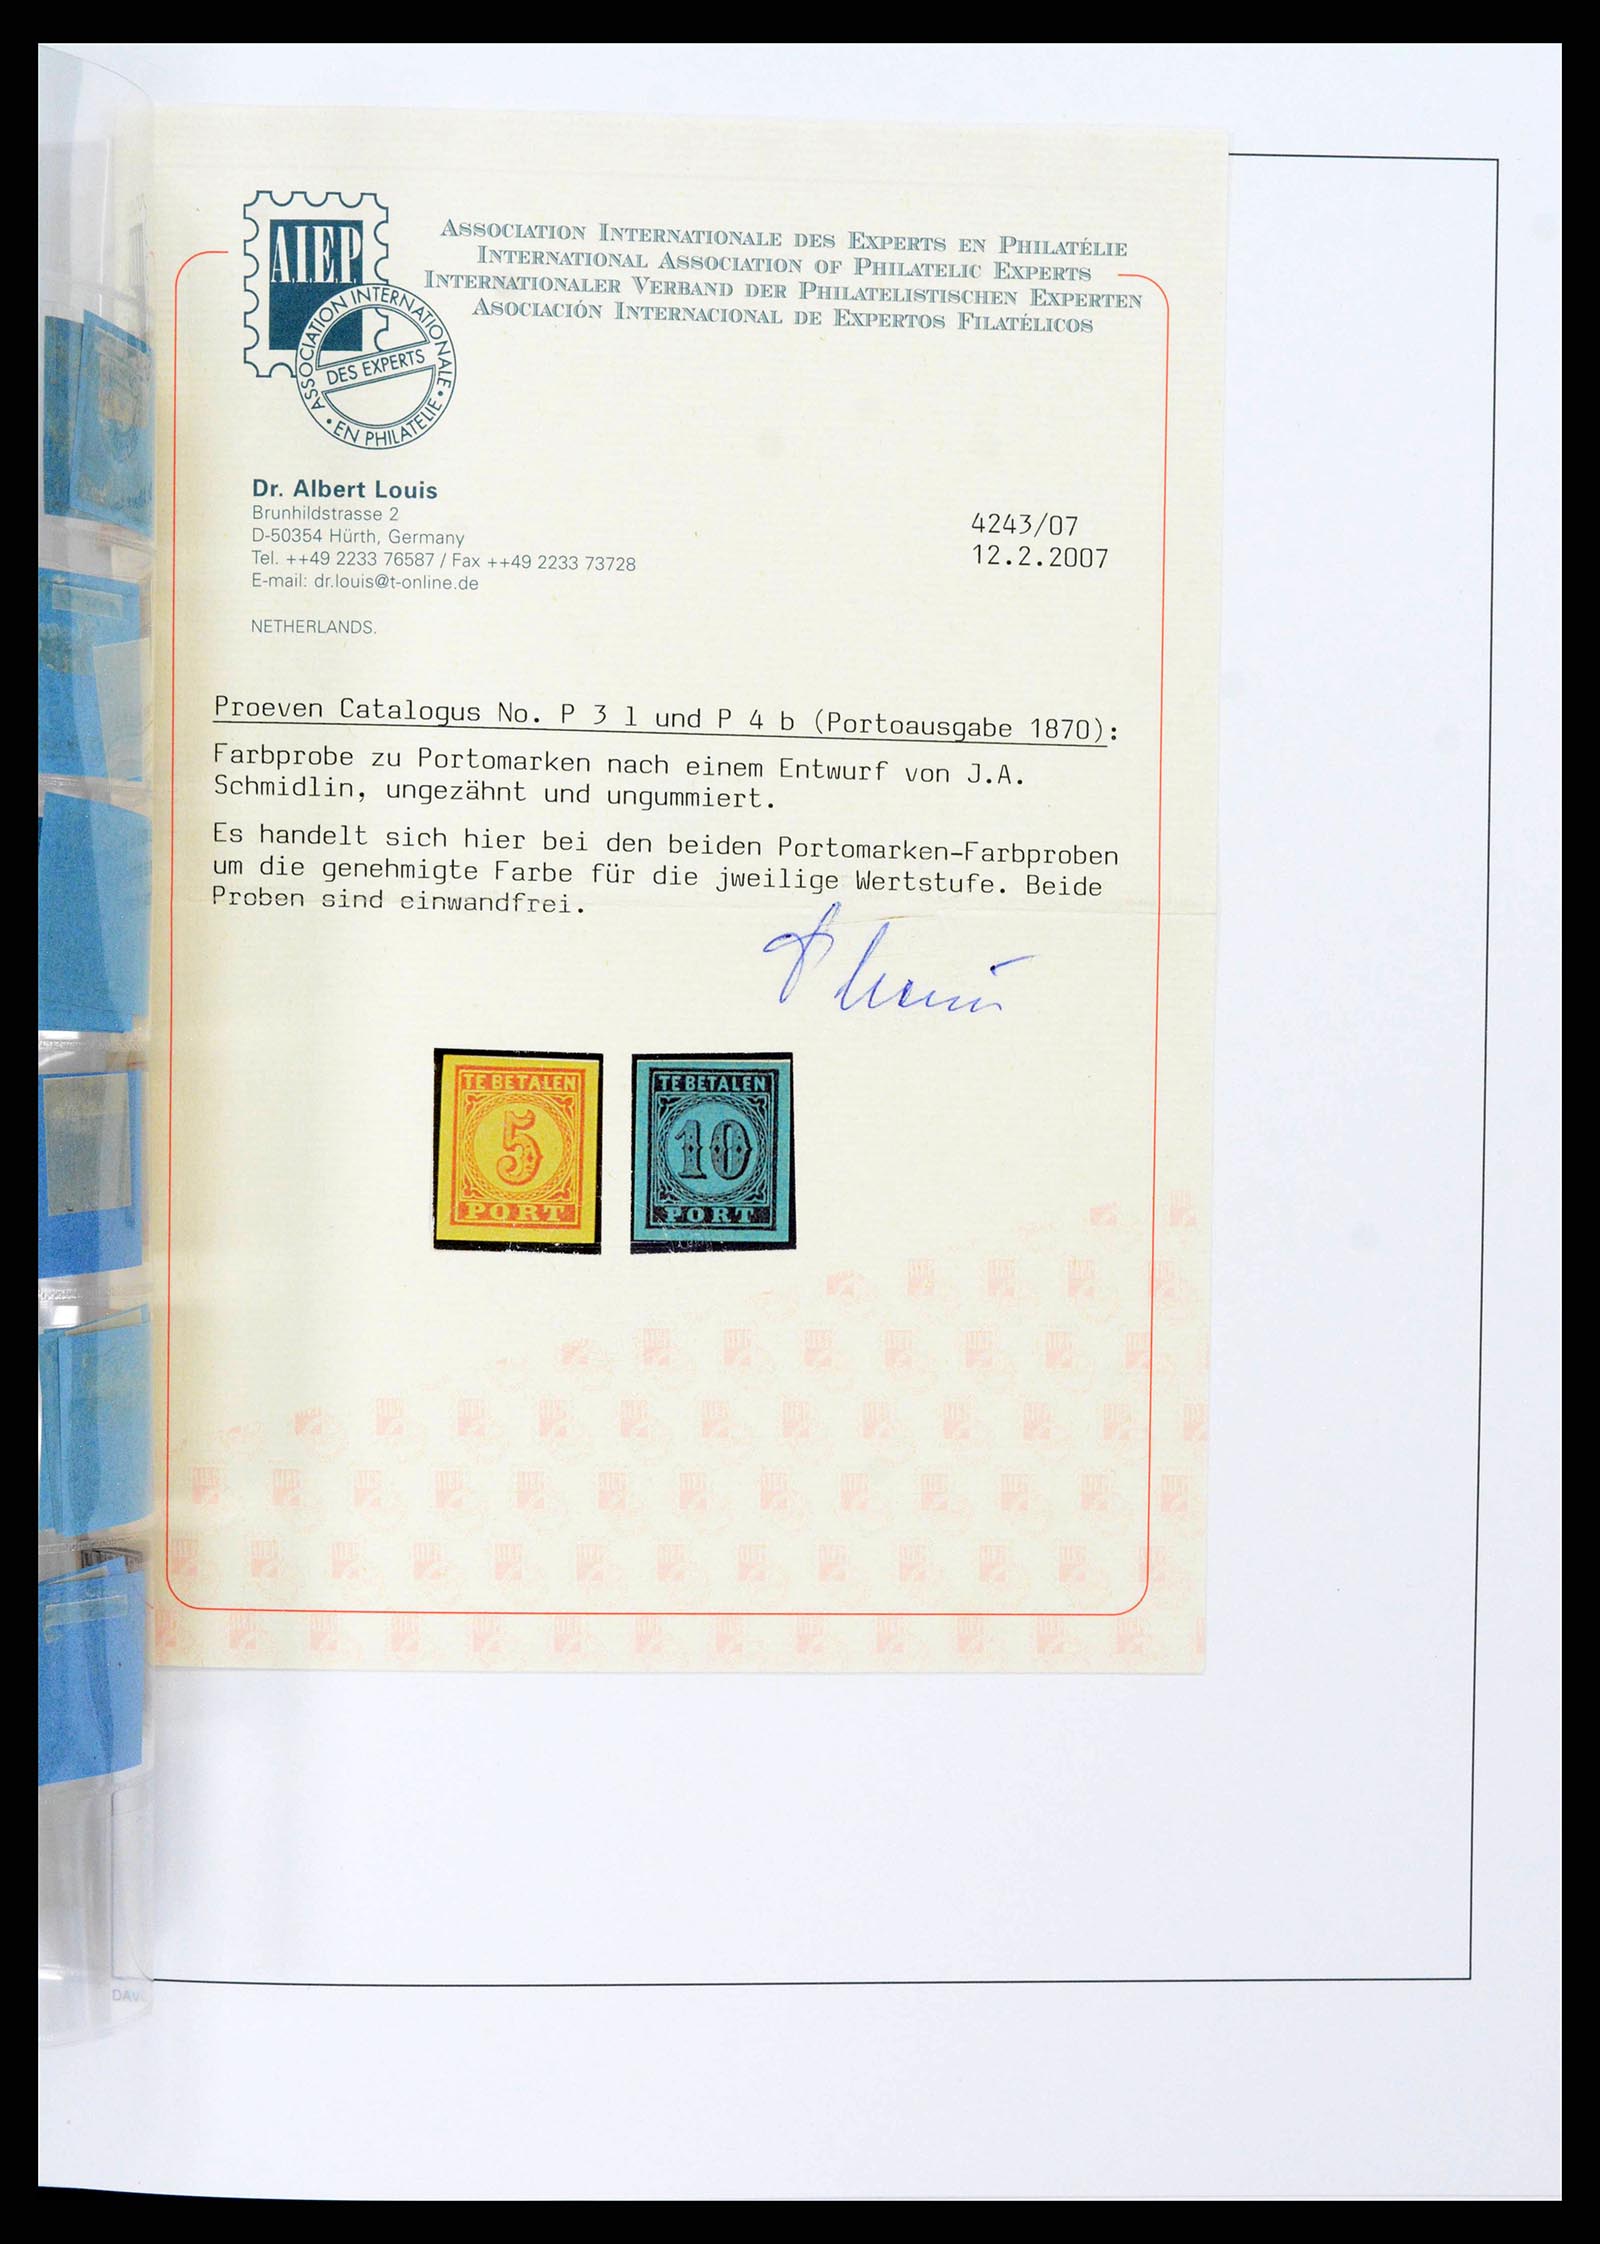 A.I.E.P.
ASSOCIATION INTERNATIONALE DES EXPERTS EN PHILATÉLIE
INTERNATIONAL ASSOCIATION OF PHILATELIC EXPERTS
INTERNATIONALER VERBAND DER PHILATELISTISCHEN EXPERTEN
ASOCIACIÓN INTERNACIONAL DE EXPERTOS FILATÉLICOS
ASSOCIATION INTERNATIONALE
DES EXPERTS
EN PHILATELIE
Dr. Albert Louis
Brunhildstrasse 2
D-50354 Hürth, Germany
Tel. ++49 2233 76587 / Fax ++49 2233 73728
E-mail: dr.louis@t-online.de
4243/07
12.2.2007
NETHERLANDS.
Proeven Catalogus No. P 3 l und P 4 b (Portoausgabe 1870):
Farbprobe zu Portomarken nach einem Entwurf von J.A.
Schmidlin, ungezähnt und ungummiert.
Es handelt sich hier bei den beiden Portomarken-Farbproben
um die genehmigte Farbe für die jweilige Wertstufe. Beide
Proben sind einwandfrei.
TE BETALEN
5
PORT
TE BETALEN
10
PORT